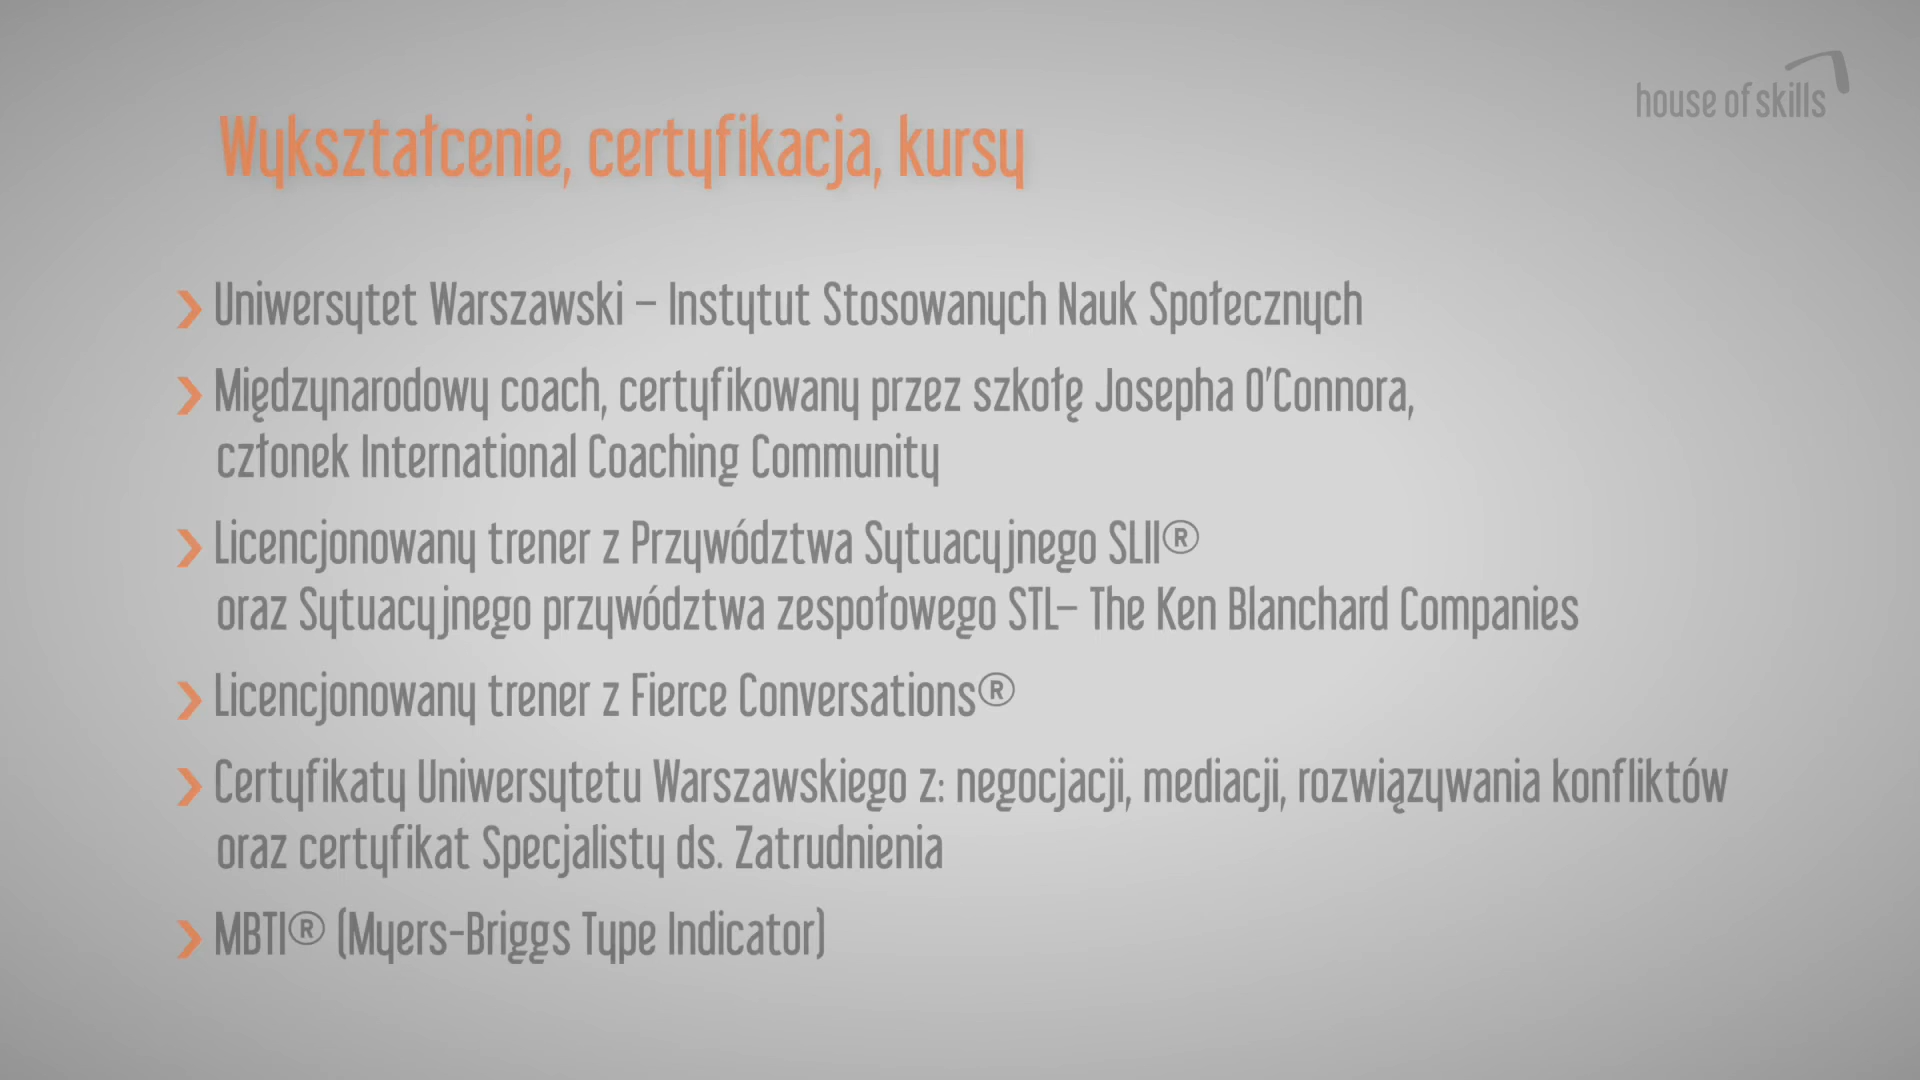 house of skills
Wykształcenie, certyfikacja, kursy
Uniwersytet Warszawski – Instytut Stosowanych Nauk Społecznych
Międzynarodowy coach, certyfikowany przez szkołę Josepha O'Connora,
członek International Coaching Community
Licencjonowany trener z Przywództwa Sytuacyjnego SLII®
oraz Sytuacyjnego przywództwa zespołowego STL– The Ken Blanchard Companies
Licencjonowany trener z Fierce Conversations®
Certyfikaty Uniwersytetu Warszawskiego z: negocjacji, mediacji, rozwiązywania konfliktów
oraz certyfikat Specjalisty ds. Zatrudnienia
MBTI® (Myers-Briggs Type Indicator)